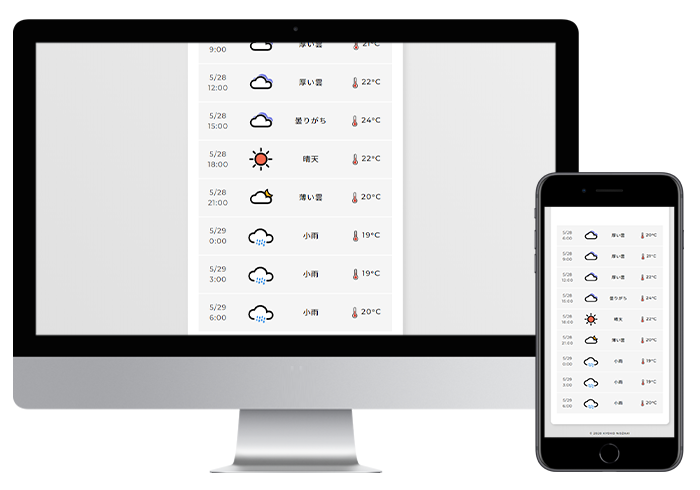 9:00 厚い雲 21°C
5/28
12:00 厚い雲 22°C
5/28
15:00 曇りがち 24°C
5/28
18:00 晴天 22°C
5/28
21:00 薄い雲 20°C
5/29
0:00 小雨 19°C
5/29
3:00 小雨 19°C
5/29
6:00 小雨 20°C
5/28
6:00 厚い雲 20°C
5/28
9:00 厚い雲 21°C
5/28
12:00 厚い雲 22°C
5/28
15:00 曇りがち 24°C
5/28
18:00 晴天 22°C
5/28
21:00 薄い雲 20°C
5/29
0:00 小雨 19°C
5/29
3:00 小雨 19°C
5/29
6:00 小雨 20°C